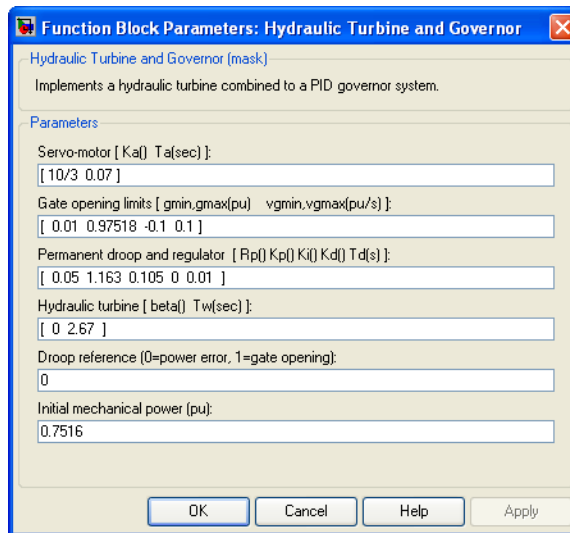 Function Block Parameters: Hydraulic Turbine and Governor
Hydraulic Turbine and Governor (mask)
Implements a hydraulic turbine combined to a PID governor system.
Parameters
Servo-motor [ Ka() Ta(sec) ]:
[ 10/3 0.07 ]
Gate opening limits [ gmin,gmax(pu) vgmin,vgmax(pu/s) ]:
[ 0.01 0.97518 -0.1 0.1 ]
Permanent droop and regulator [ Rp() Kp() Ki() Kd() Td(s) ]:
[ 0.05 1.163 0.105 0 0.01 ]
Hydraulic turbine [ beta() Tw(sec) ]:
[ 0 2.67 ]
Droop reference (0=power error, 1=gate opening):
0
Initial mechanical power (pu):
0.7516
OK Cancel Help Apply